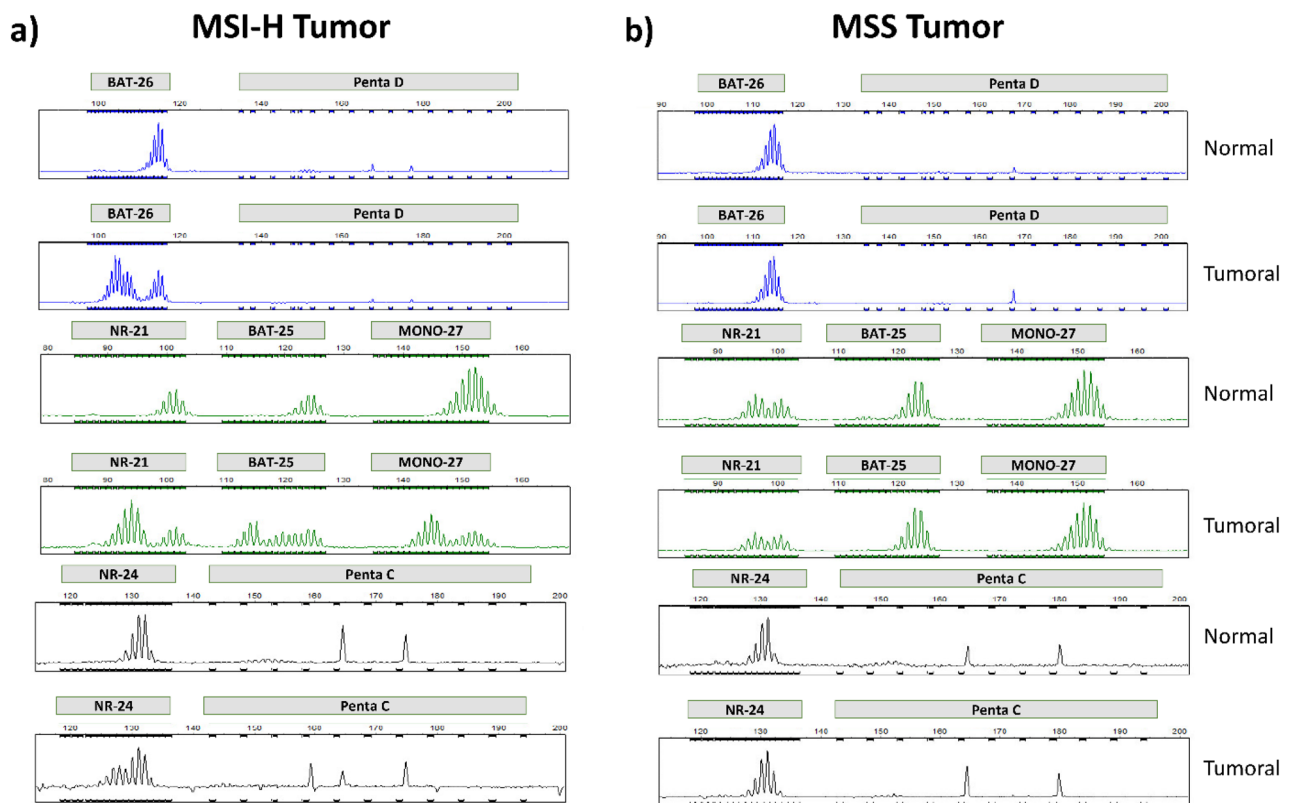 a) MSI-H Tumor
b) MSS Tumor
BAT-26 Penta D
100 120 140 160 180 200
BAT-26 Penta D
90 100 110 120 130 140 150 160 170 180 190 200
Normal
BAT-26 Penta D
100 120 140 160 180 200
BAT-26 Penta D
100 110 120 130 140 150 160 170 180 190 200
Tumoral
NR-21 BAT-25 MONO-27
80 90 100 110 120 130 140 150 160
NR-21 BAT-25 MONO-27
90 100 110 120 130 140 150 160
Normal
NR-21 BAT-25 MONO-27
80 90 100 110 120 130 140 150 160
NR-21 BAT-25 MONO-27
90 100 110 120 130 140 150 160
Tumoral
NR-24 Penta C
120 130 140 150 160 170 180 190 200
NR-24 Penta C
120 130 140 150 160 170 180 190 200
Normal
NR-24 Penta C
120 130 140 150 160 170 180 190 200
NR-24 Penta C
120 130 140 150 160 170 180 190 200
Tumoral